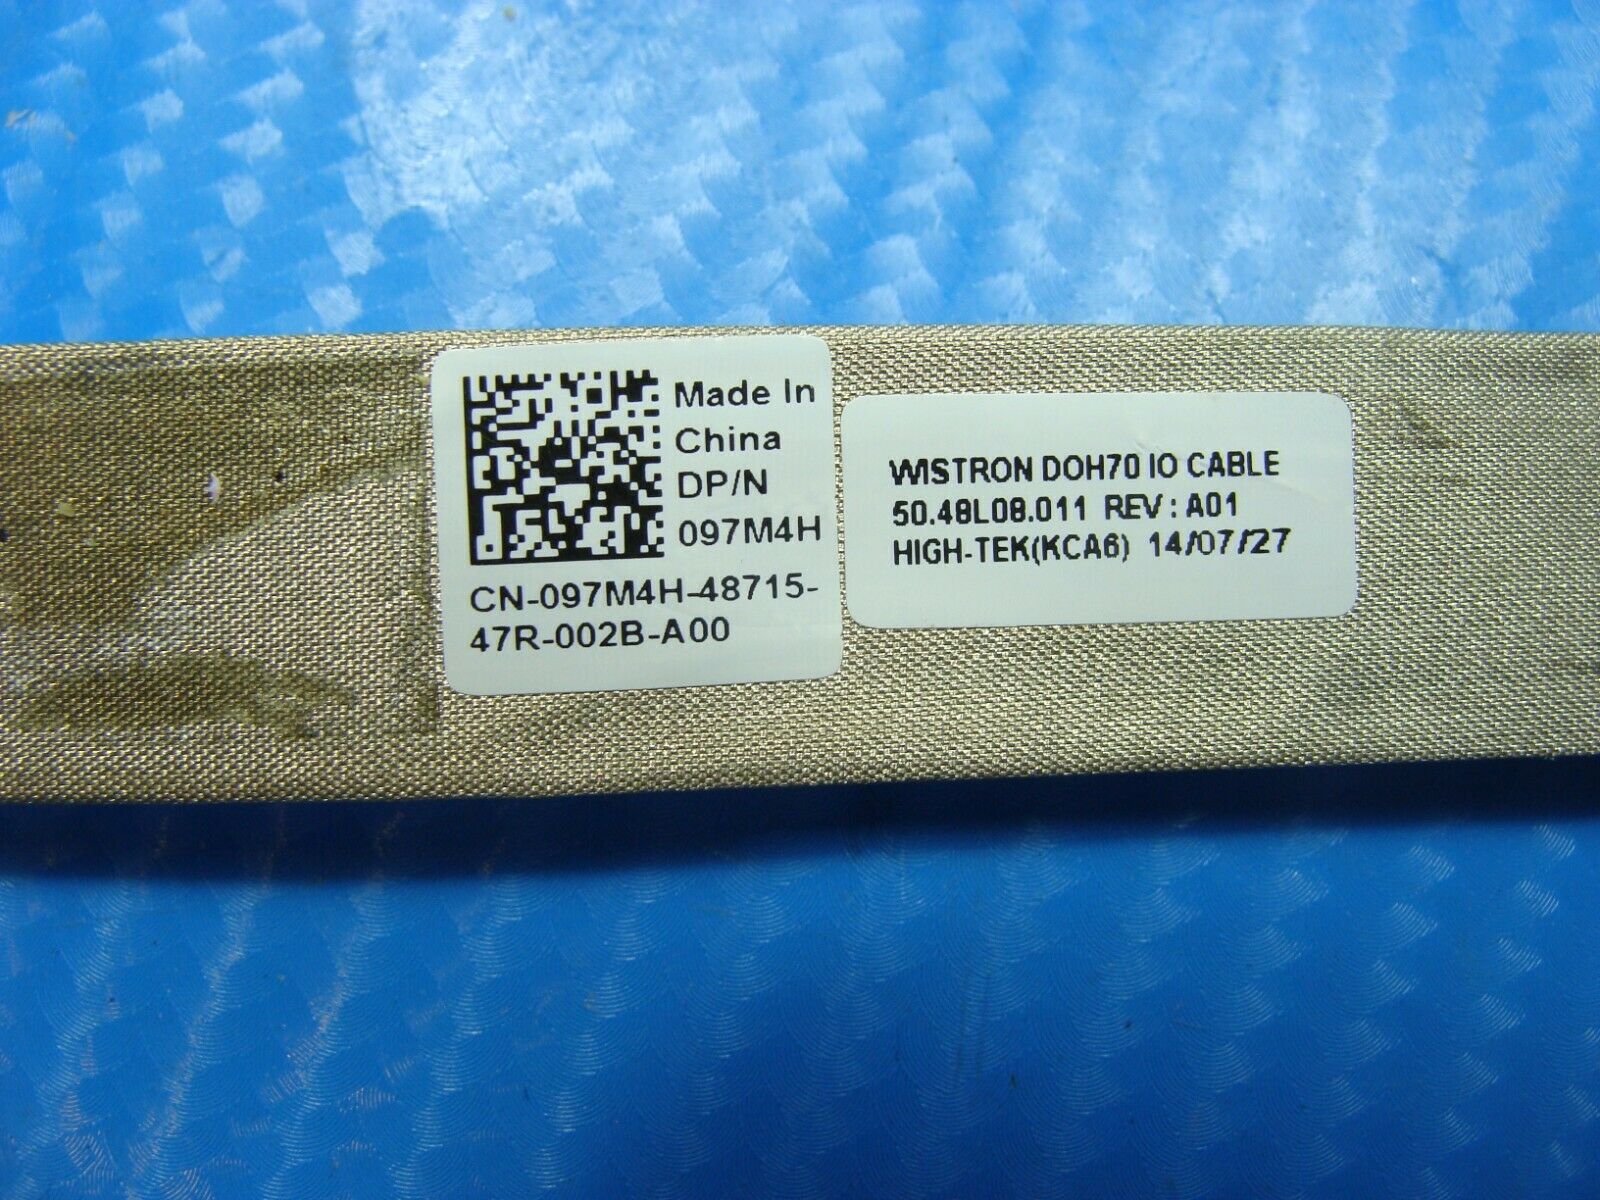 Made In
China
DP/N
097M4H
CN-097M4H-48715-
47R-002B-A00
WISTRON DOH70 IO CABLE
50.48L08.011 REV : A01
HIGH-TEK(KCA6) 14/07/27